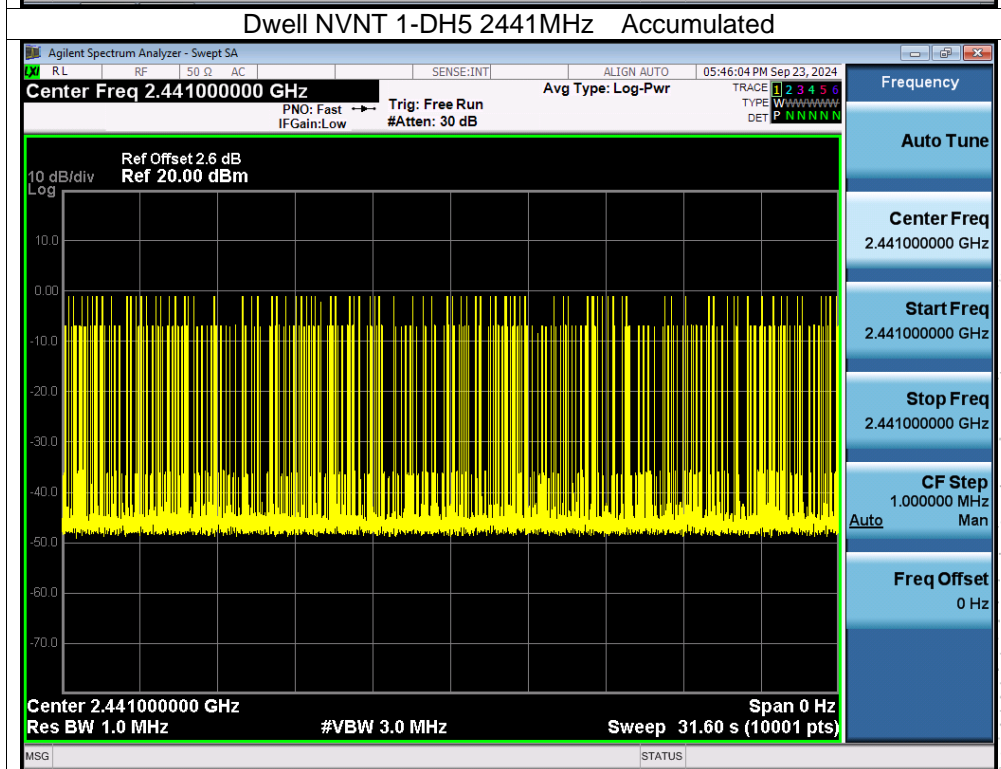 Dwell NVNT 1-DH5 2441MHz Accumulated
Agilent Spectrum Analyzer - Swept SA
LXI RL RF 50 Ω AC SENSE:INT ALIGN AUTO 05:46:04 PM Sep 23, 2024
Center Freq 2.441000000 GHz
PNO: Fast
IFGain:Low
Trig: Free Run
#Atten: 30 dB
Avg Type: Log-Pwr
TRACE 1 2 3 4 5 6
TYPE WWWWWWW
DET P N N N N N
Ref Offset 2.6 dB
10 dB/div Ref 20.00 dBm
Log
10.0
0.00
-10.0
-20.0
-30.0
-40.0
-50.0
-60.0
-70.0
Center 2.441000000 GHz Span 0 Hz
Res BW 1.0 MHz #VBW 3.0 MHz Sweep 31.60 s (10001 pts)
MSG STATUS
Frequency
Auto Tune
Center Freq
2.441000000 GHz
Start Freq
2.441000000 GHz
Stop Freq
2.441000000 GHz
CF Step
1.000000 MHz
Auto Man
Freq Offset
0 Hz